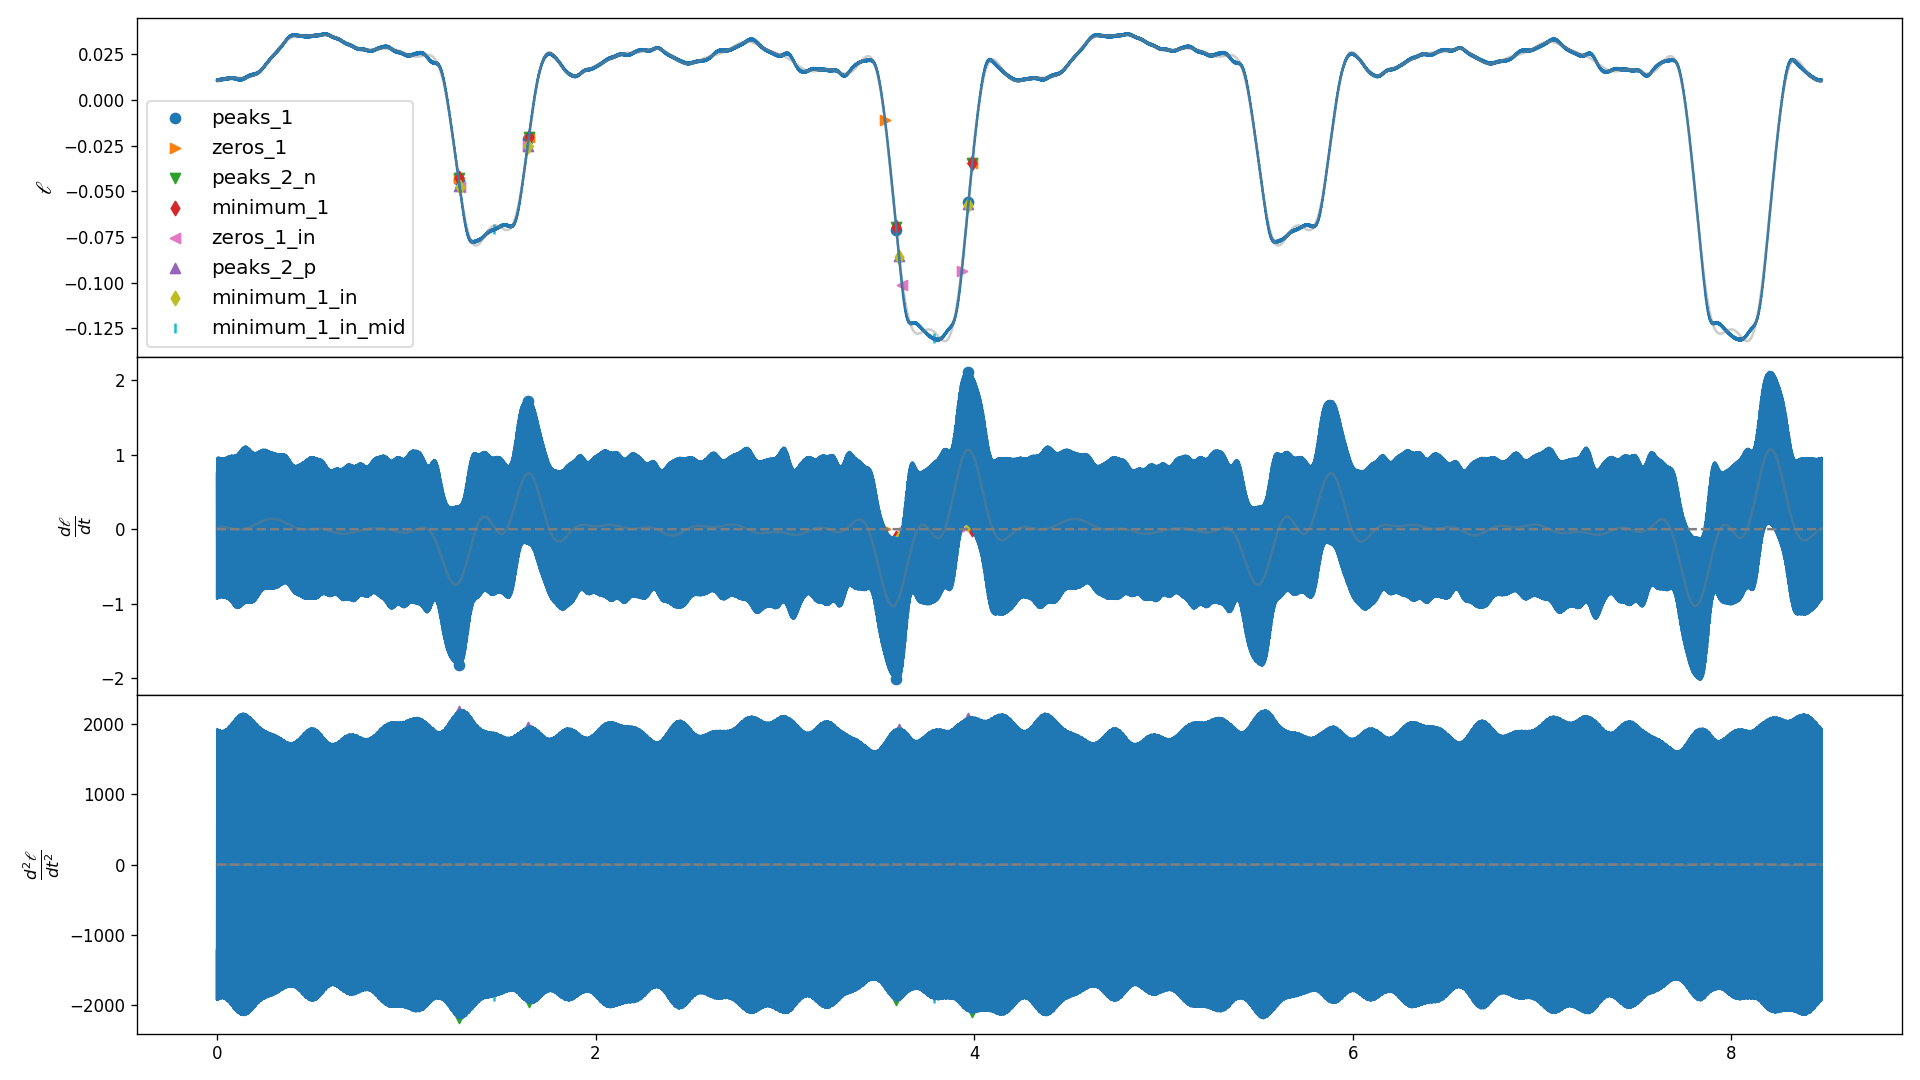 0.025
0.000
−0.025
−0.050
−0.075
−0.100
−0.125
ℓ
peaks_1
zeros_1
peaks_2_n
minimum_1
zeros_1_in
peaks_2_p
minimum_1_in
minimum_1_in_mid
2
1
0
−1
−2
dℓ
dt
2000
1000
0
−1000
−2000
d²ℓ
dt²
0 2 4 6 8